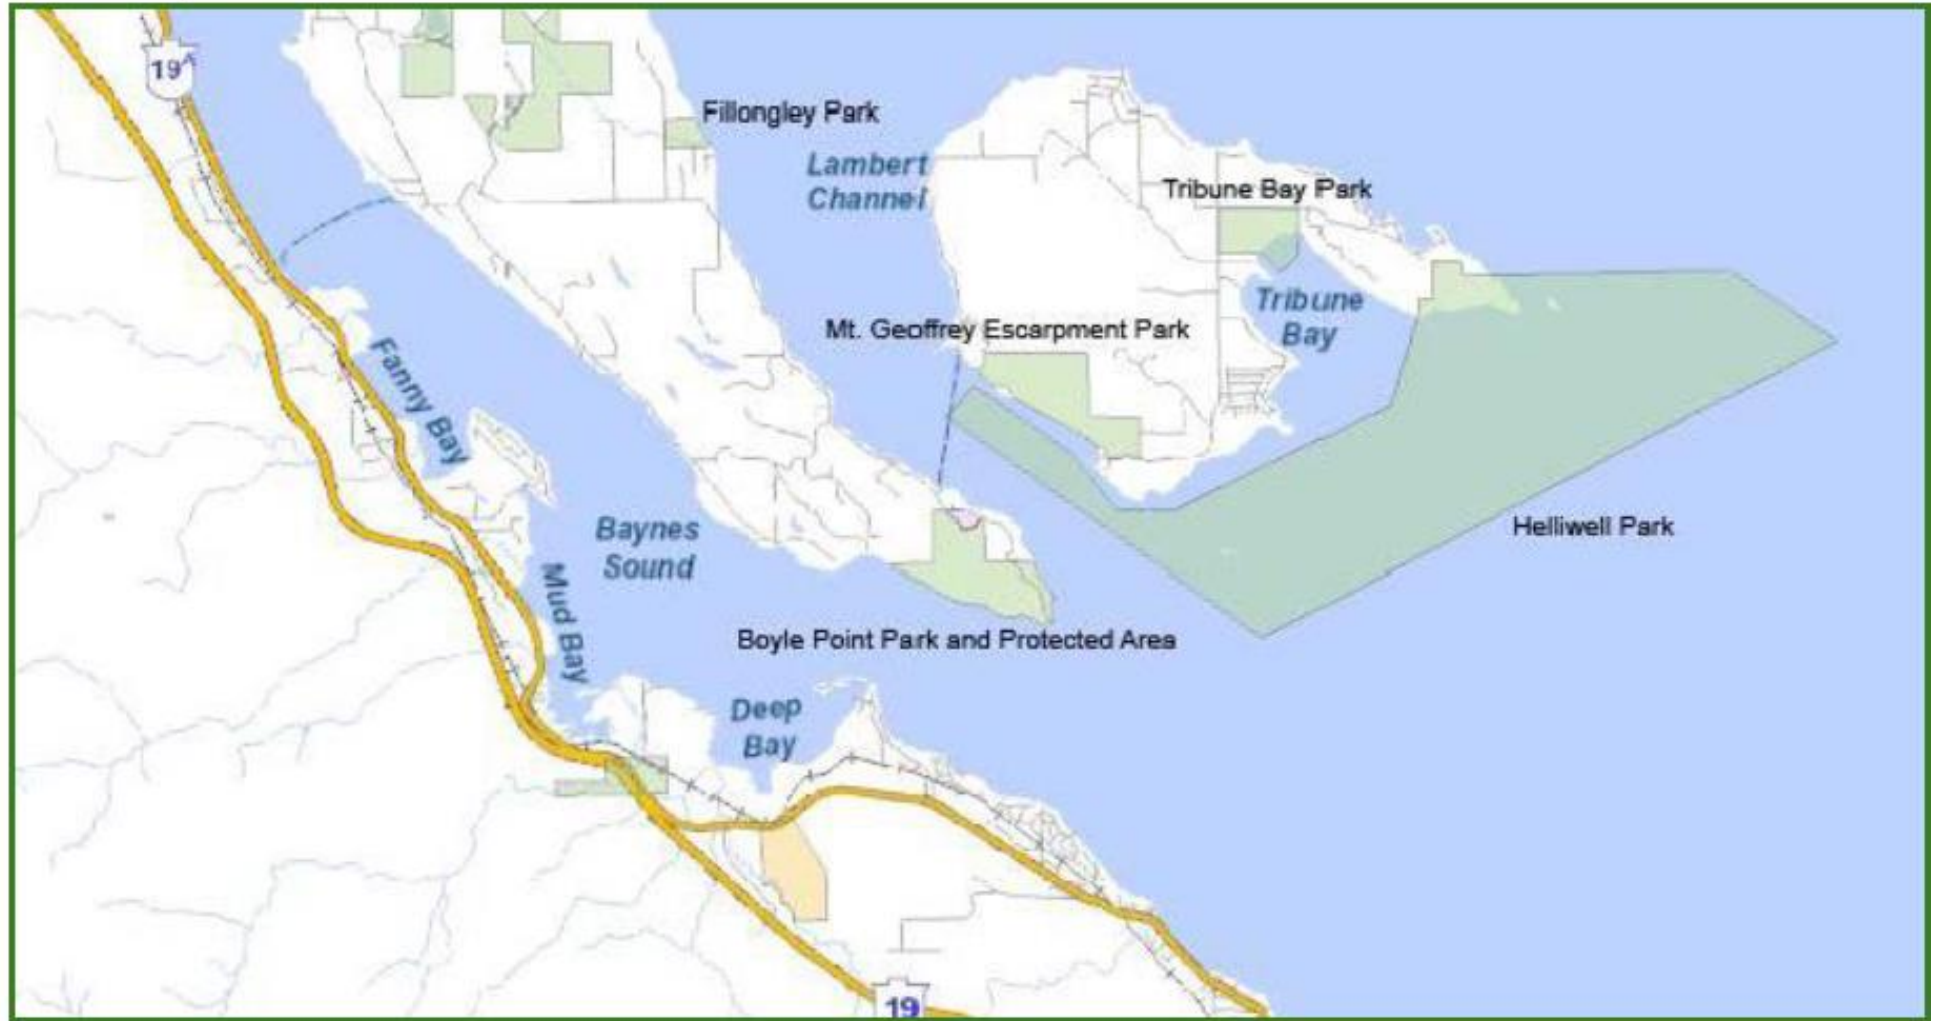 19A
Fillongley Park
Lambert
Channel
Tribune Bay Park
Tribune
Bay
Mt. Geoffrey Escarpment Park
Fanny Bay
Baynes
Sound
Helliwell Park
Mud Bay
Boyle Point Park and Protected Area
Deep
Bay
19